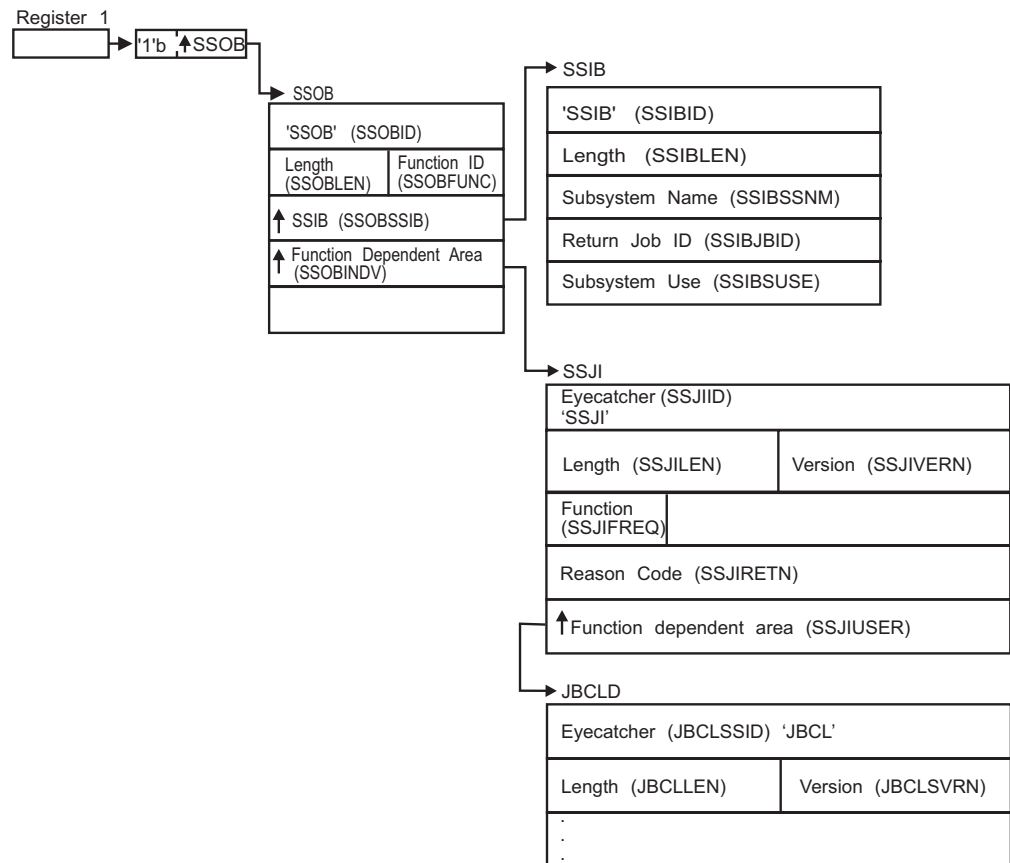 Register 1
'1'b SSOB
SSOB
'SSOB' (SSOBID)
Length
(SSOBLEN)
Function ID
(SSOBFUNC)
SSIB (SSOBSSIB)
Function Dependent Area
(SSOBINDV)
SSIB
'SSIB' (SSIBID)
Length (SSIBLEN)
Subsystem Name (SSIBSSNM)
Return Job ID (SSIBJBID)
Subsystem Use (SSIBSUSE)
SSJI
Eyecatcher (SSJIID)
‘SSJI’
Length (SSJILEN)
Version (SSJIVERN)
Function
(SSJIFREQ)
Reason Code (SSJIRETN)
Function dependent area (SSJIUSER)
JBCLD
Eyecatcher (JBCLSSID) ‘JBCL’
Length (JBCLLEN)
Version (JBCLSVRN)
.
.
.